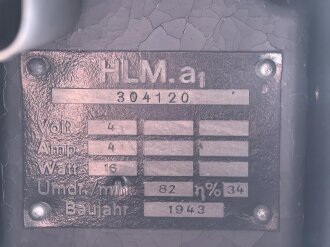 HLM.a1
304120
Volt 4
Amp. 4
Watt 16
Umdr./min 82 η% 34
Baujahr 1943